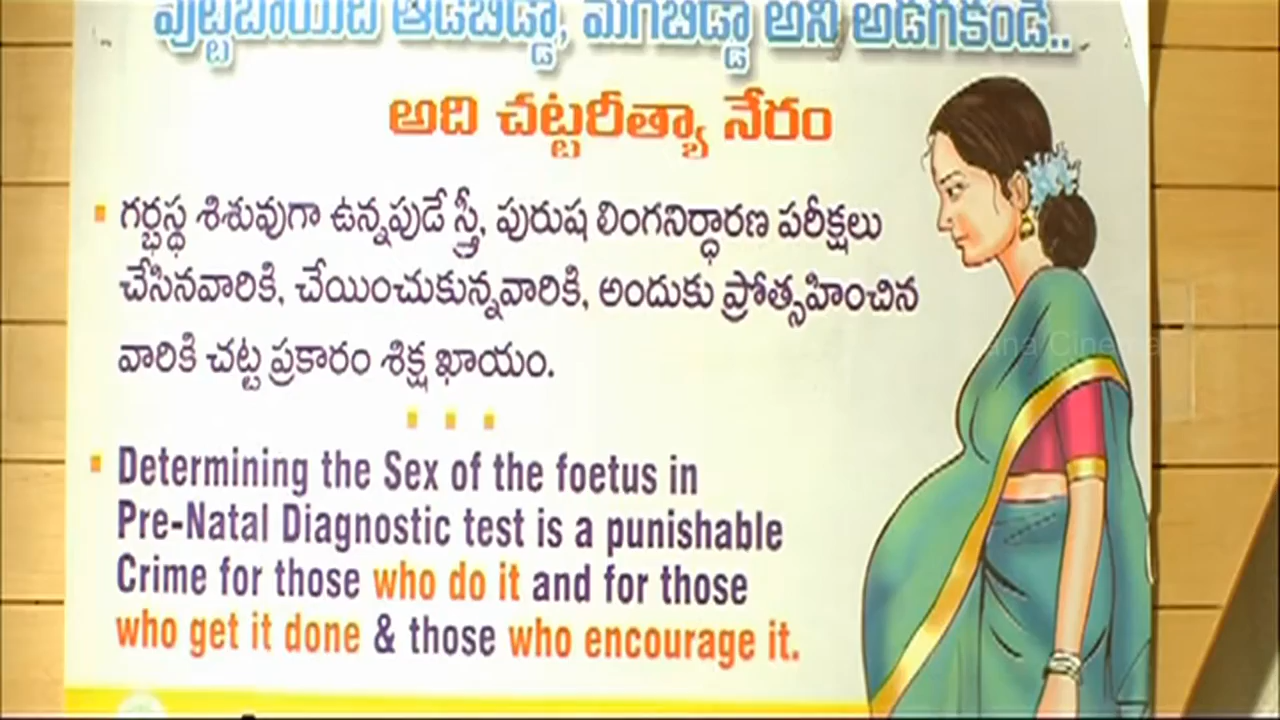 పుట్టబోయేది ఆడబిడ్డా, మగబిడ్డా అని అడగకండి..
అది చట్టరీత్యా నేరం
గర్భస్థ శిశువుగా ఉన్నపుడే స్త్రీ, పురుష లింగనిర్ధారణ పరీక్షలు
చేసినవారికి, చేయించుకున్నవారికి, అందుకు ప్రోత్సహించిన
వారికి చట్ట ప్రకారం శిక్ష ఖాయం.
Determining the Sex of the foetus in
Pre-Natal Diagnostic test is a punishable
Crime for those who do it and for those
who get it done & those who encourage it.